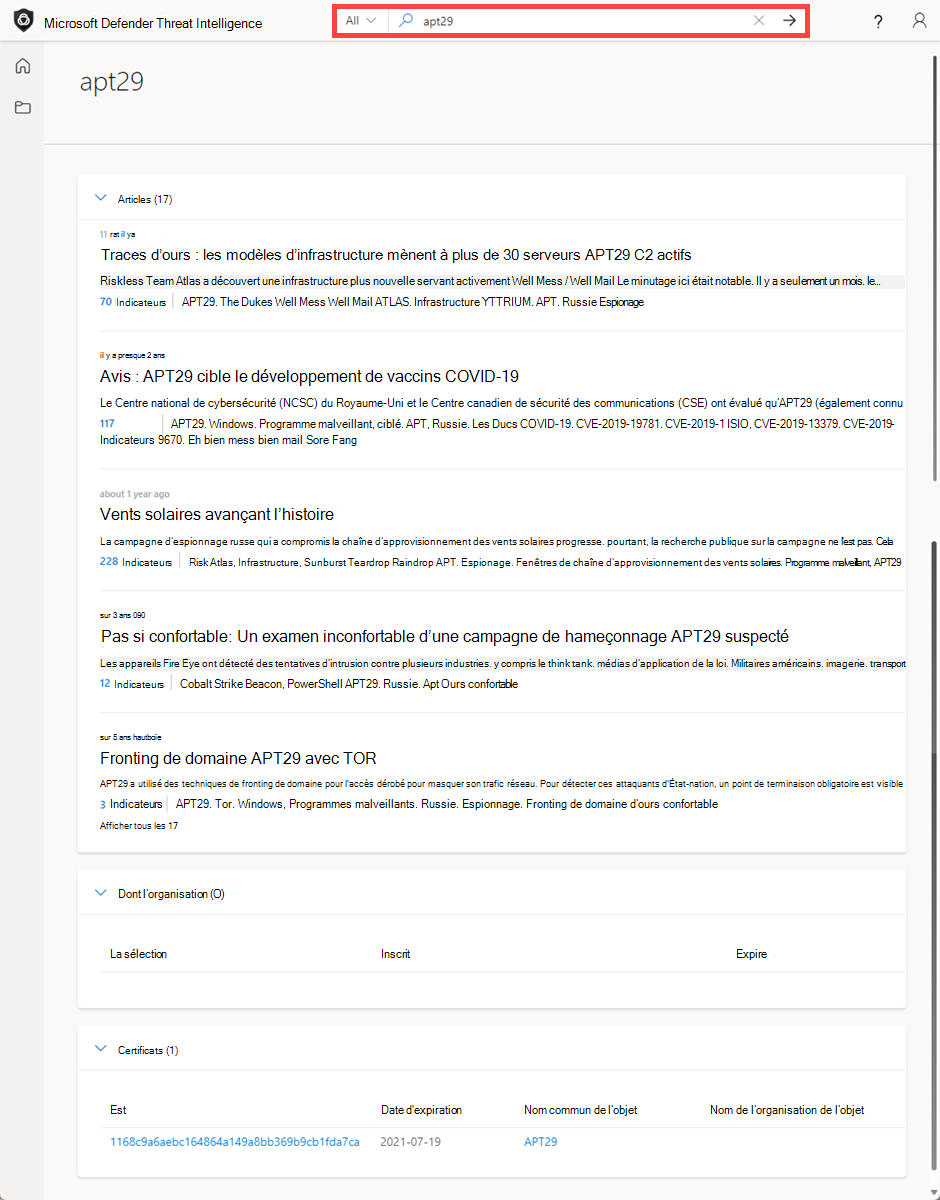 Microsoft Defender Threat Intelligence
All
apt29
?
apt29
Articles (17)
11 rat il ya
Traces d’ours : les modèles d’infrastructure mènent à plus de 30 serveurs APT29 C2 actifs
Riskless Team Atlas a découvert une infrastructure plus nouvelle servant activement Well Mess / Well Mail Le minutage ici était notable. Il y a seulement un mois. le...
70 Indicateurs APT29. The Dukes Well Mess Well Mail ATLAS. Infrastructure YTTRIUM. APT. Russie Espionage
il y a presque 2 ans
Avis : APT29 cible le développement de vaccins COVID-19
Le Centre national de cybersécurité (NCSC) du Royaume-Uni et le Centre canadien de sécurité des communications (CSE) ont évalué qu’APT29 (également connu
117 APT29. Windows. Programme malveillant, ciblé. APT, Russie. Les Ducs COVID-19. CVE-2019-19781. CVE-2019-1 ISIO, CVE-2019-13379. CVE-2019-
Indicateurs 9670. Eh bien mess bien mail Sore Fang
about 1 year ago
Vents solaires avançant l’histoire
La campagne d’espionnage russe qui a compromis la chaîne d’approvisionnement des vents solaires progresse. pourtant, la recherche publique sur la campagne ne l’est pas. Cela
228 Indicateurs Risk Atlas, Infrastructure, Sunburst Teardrop Raindrop APT. Espionage. Fenêtres de chaîne d’approvisionnement des vents solaires. Programme malveillant, APT29
sur 3 ans 090
Pas si confortable: Un examen inconfortable d’une campagne de hameçonnage APT29 suspecté
Les appareils Fire Eye ont détecté des tentatives d’intrusion contre plusieurs industries. y compris le think tank. médias d’application de la loi. Militaires américains. imagerie. transport
12 Indicateurs Cobalt Strike Beacon, PowerShell APT29. Russie. Apt Ours confortable
sur 5 ans hautboïe
Fronting de domaine APT29 avec TOR
APT29 a utilisé des techniques de fronting de domaine pour l’accès dérobé pour masquer son trafic réseau. Pour détecter ces attaquants d’État-nation, un point de terminaison obligatoire est visible
3 Indicateurs APT29. Tor. Windows, Programmes malveillants. Russie. Espionnage. Fronting de domaine d’ours confortable
Afficher tous les 17
Dont l’organisation (O)
La sélection Inscrit Expire
Certificats (1)
Est Date d’expiration Nom commun de l’objet Nom de l’organisation de l’objet
1168c9a6aebc164864a149a8bb369b9cb1fda7ca 2021-07-19 APT29